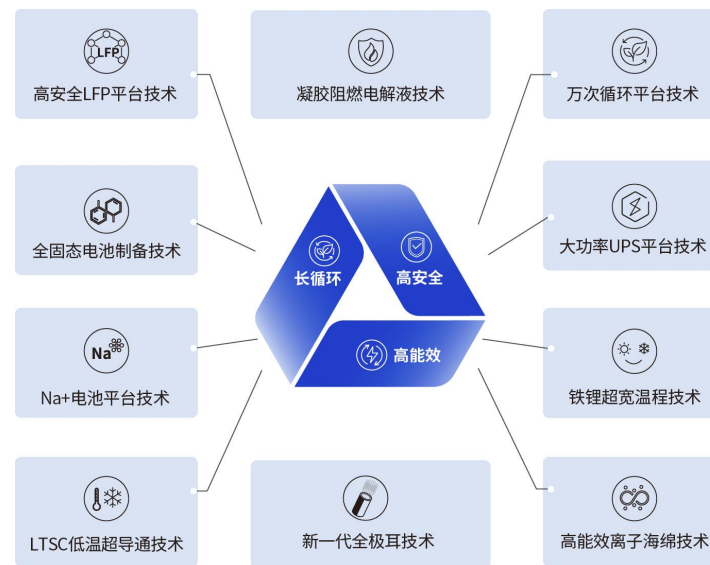 LFP
高安全LFP平台技术
凝胶阻燃电解液技术
万次循环平台技术
全固态电池制备技术
大功率UPS平台技术
长循环
高安全
高能效
Na
Na+电池平台技术
铁锂超宽温程技术
LTSC低温超导通技术
新一代全极耳技术
高能效离子海绵技术